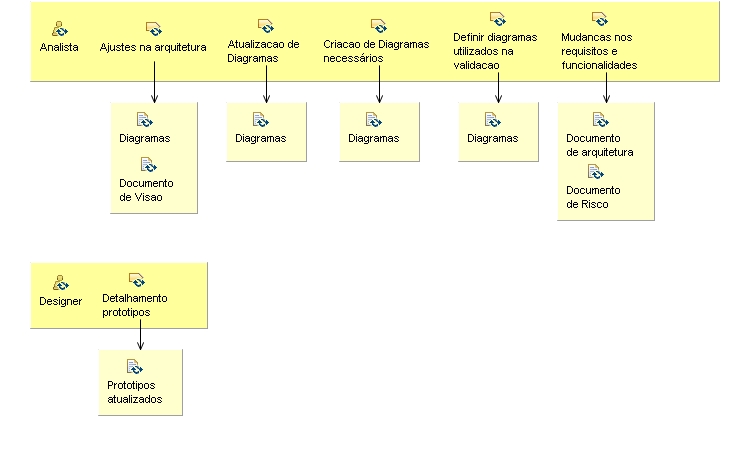 Analista
Ajustes na arquitetura
Atualizacao de
Diagramas
Criacao de Diagramas
necessários
Definir diagramas
utilizados na
validacao
Mudancas nos
requisitos e
funcionalidades
Diagramas
Documento
de Visao
Diagramas
Diagramas
Diagramas
Documento
de arquitetura
Documento
de Risco
Designer
Detalhamento
prototipos
Prototipos
atualizados